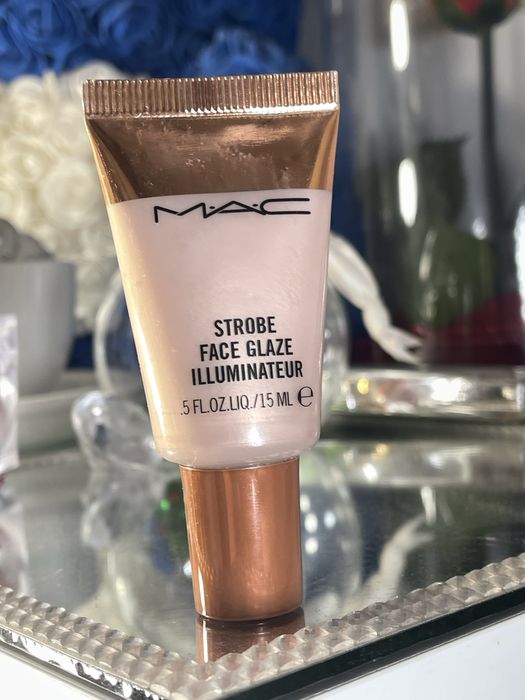 M·A·C
STROBE
FACE GLAZE
ILLUMINATEUR
.5 FL.OZ.LIQ./15 ML ℮